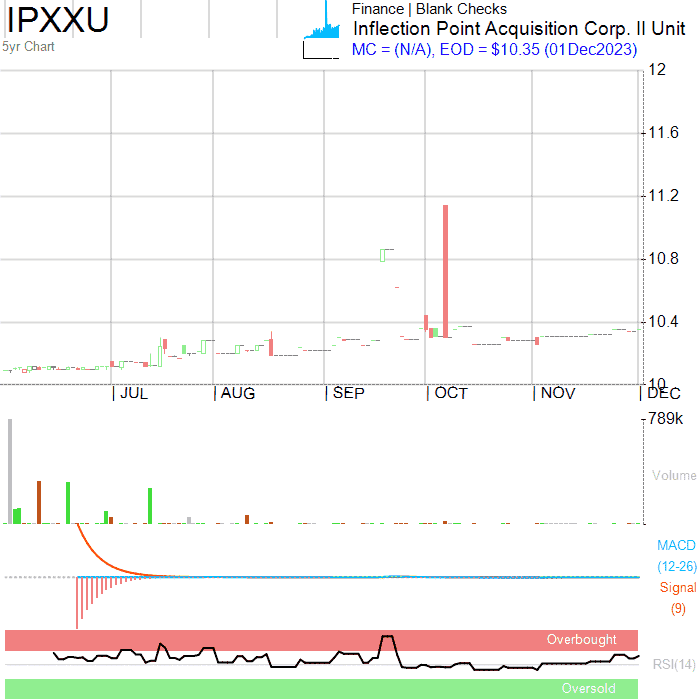 IPXXU
5yr Chart
Finance | Blank Checks
Inflection Point Acquisition Corp. II Unit
MC = (N/A), EOD = $10.35 (01Dec2023)
12
11.6
11.2
10.8
10.4
10
JUL AUG SEP OCT NOV DEC
789k
Volume
MACD
(12-26)
Signal
(9)
Overbought
RSI(14)
Oversold